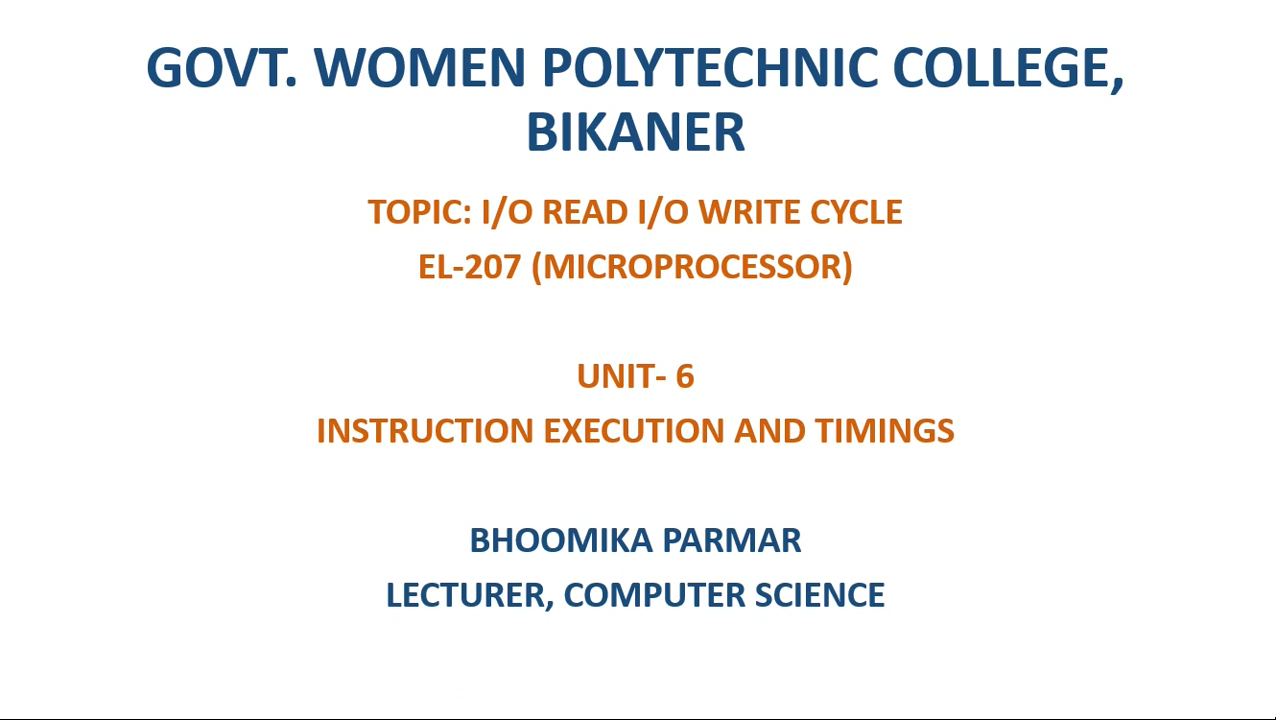 GOVT. WOMEN POLYTECHNIC COLLEGE,
BIKANER
TOPIC: I/O READ I/O WRITE CYCLE
EL-207 (MICROPROCESSOR)
UNIT- 6
INSTRUCTION EXECUTION AND TIMINGS
BHOOMIKA PARMAR
LECTURER, COMPUTER SCIENCE